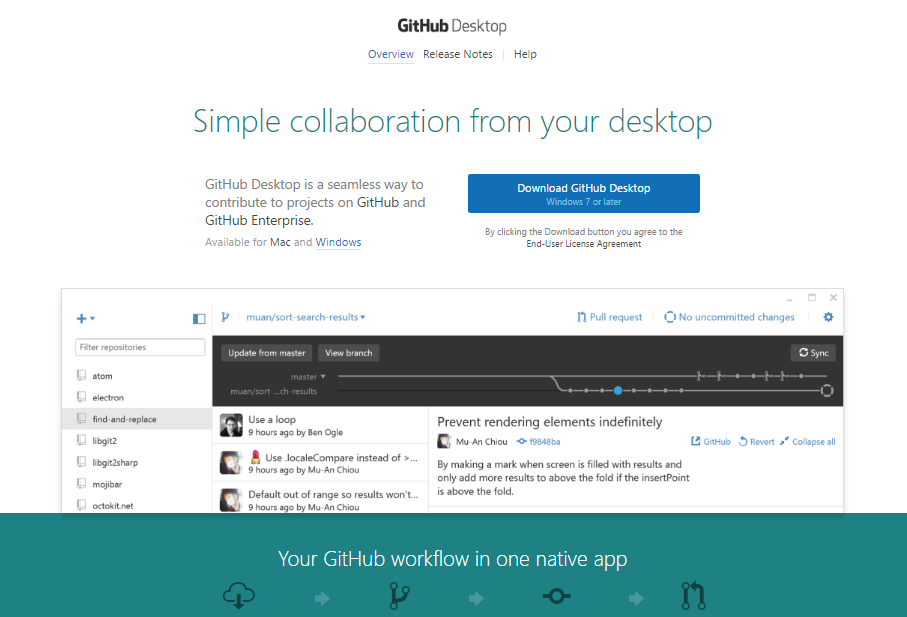 GitHub Desktop
Overview Release Notes Help
Simple collaboration from your desktop
GitHub Desktop is a seamless way to
contribute to projects on GitHub and
GitHub Enterprise.
Available for Mac and Windows
Download GitHub Desktop
Windows 7 or later
By clicking the Download button you agree to the
End-User License Agreement
muan/sort-search-results
Pull request
No uncommitted changes
Filter repositories
atom
electron
find-and-replace
libgit2
libgit2sharp
mojibar
octokit.net
Update from master
View branch
Sync
master
muan/sort-...ch-results
Use a loop
9 hours ago by Ben Ogle
Use .localeCompare instead of >...
9 hours ago by Mu-An Chiou
Default out of range so results won't...
9 hours ago by Mu-An Chiou
Prevent rendering elements indefinitely
Mu-An Chiou f9848ba
GitHub Revert Collapse all
By making a mark when screen is filled with results and
only add more results to above the fold if the insertPoint
is above the fold.
Your GitHub workflow in one native app